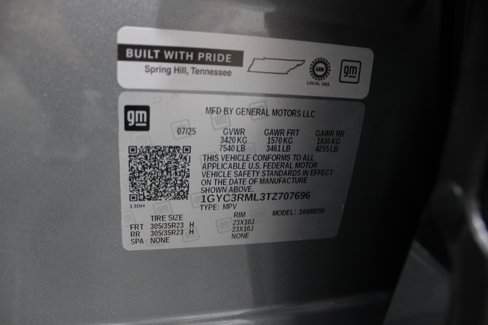 BUILT WITH PRIDE
Spring Hill, Tennessee
UAW
LOCAL 1853
gm
gm
MFD BY GENERAL MOTORS LLC
07/25 GVWR GAWR FRT GAWR RR
3420 KG 1570 KG 1930 KG
7540 LB 3461 LB 4255 LB
THIS VEHICLE CONFORMS TO ALL
APPLICABLE U.S. FEDERAL MOTOR
VEHICLE SAFETY STANDARDS IN EFFECT
ON THE DATE OF MANUFACTURE
SHOWN ABOVE.
1GYC3RML3TZ707696
TYPE: MPV MODEL:
TIRE SIZE RIM
FRT 305/35R23 H 23X10J
RR 305/35R23 H 23X10J
SPA NONE NONE